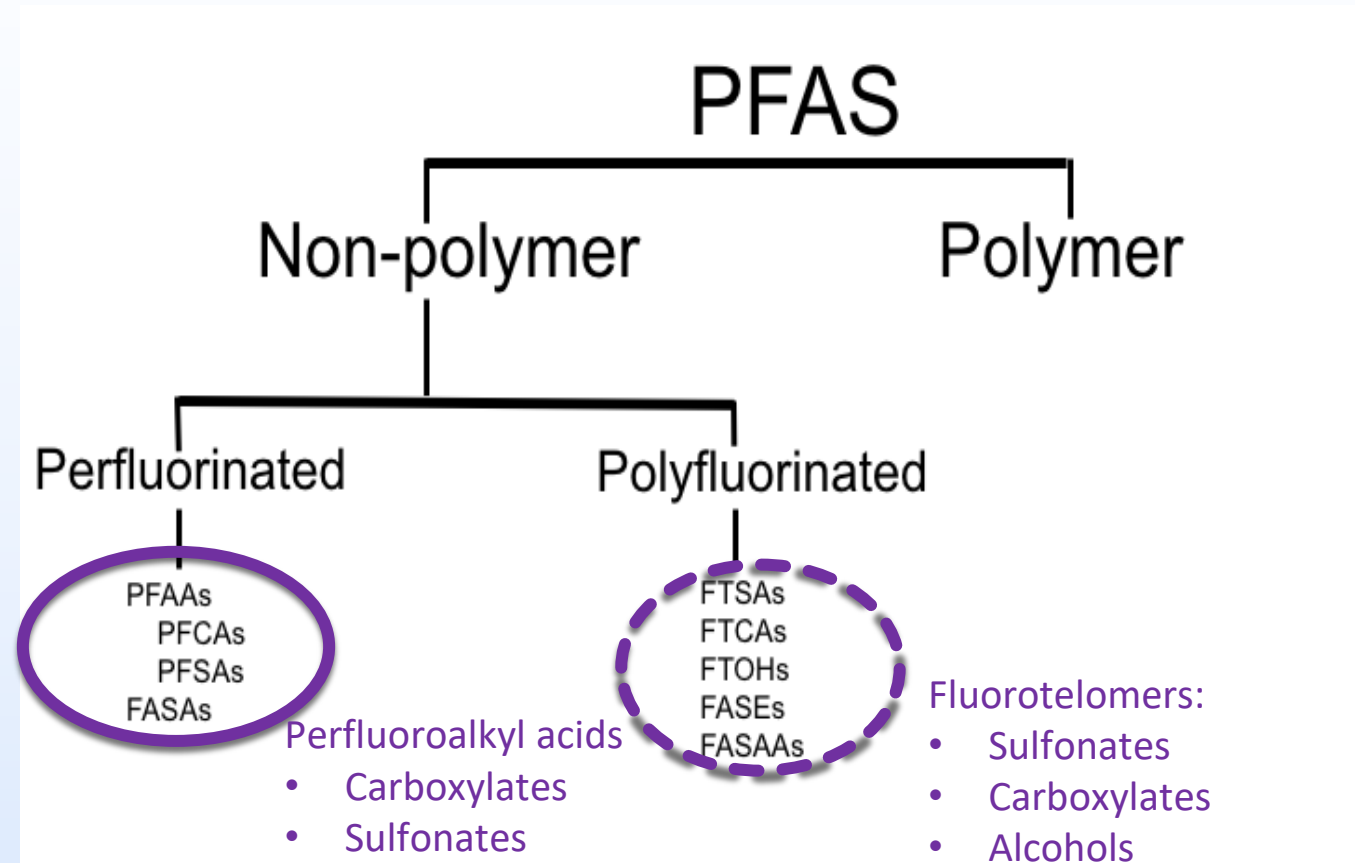 PFAS
Non-polymer
Polymer
Perfluorinated
Polyfluorinated
PFAAs
PFCAs
PFSAs
FASAs
Perfluoroalkyl acids
• Carboxylates
• Sulfonates
FTSAs
FTCAs
FTOHs
FASEs
FASAAs
Fluorotelomers:
• Sulfonates
• Carboxylates
• Alcohols